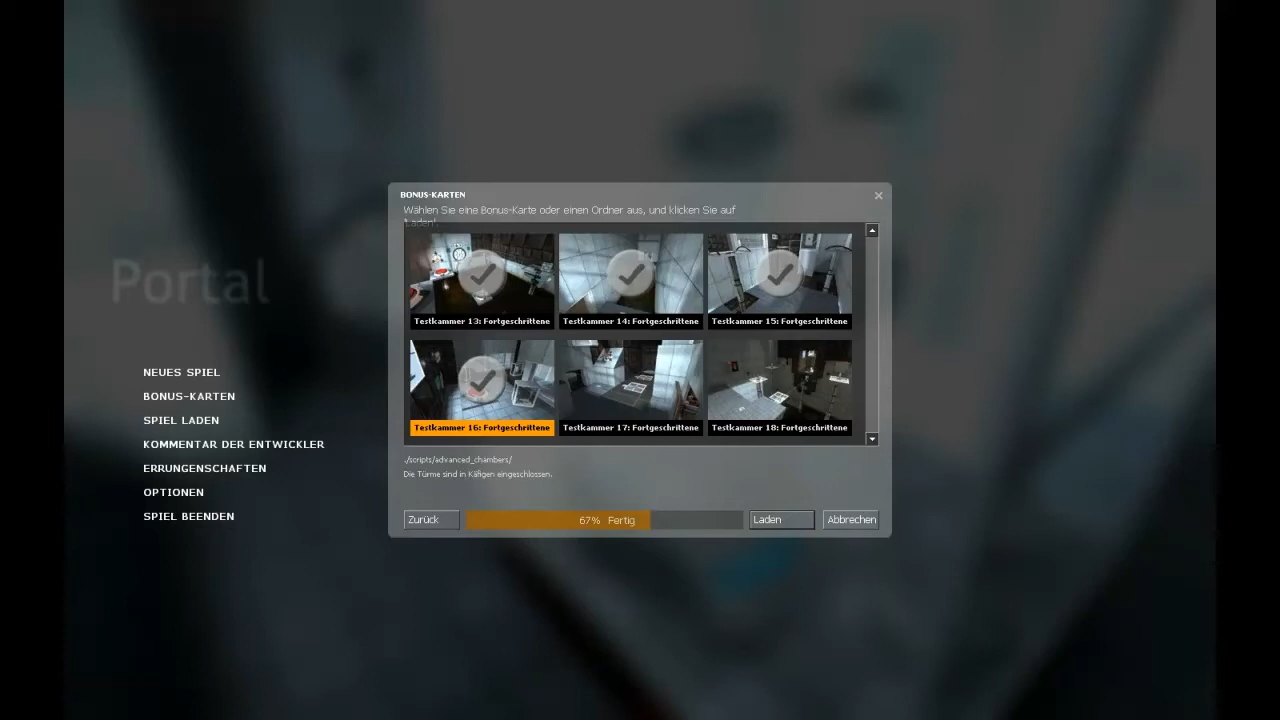 BONUS-KARTEN
Wählen Sie eine Bonus-Karte oder einen Ordner aus, und klicken Sie auf
'Laden'.
Portal
Testkammer 13: Fortgeschrittene
Testkammer 14: Fortgeschrittene
Testkammer 15: Fortgeschrittene
NEUES SPIEL
BONUS-KARTEN
SPIEL LADEN
KOMMENTAR DER ENTWICKLER
ERRUNGENSCHAFTEN
OPTIONEN
SPIEL BEENDEN
Testkammer 16: Fortgeschrittene
Testkammer 17: Fortgeschrittene
Testkammer 18: Fortgeschrittene
./scripts/advanced_chambers/
Die Türme sind in Käfigen eingeschlossen.
Zurück
67% Fertig
Laden
Abbrechen